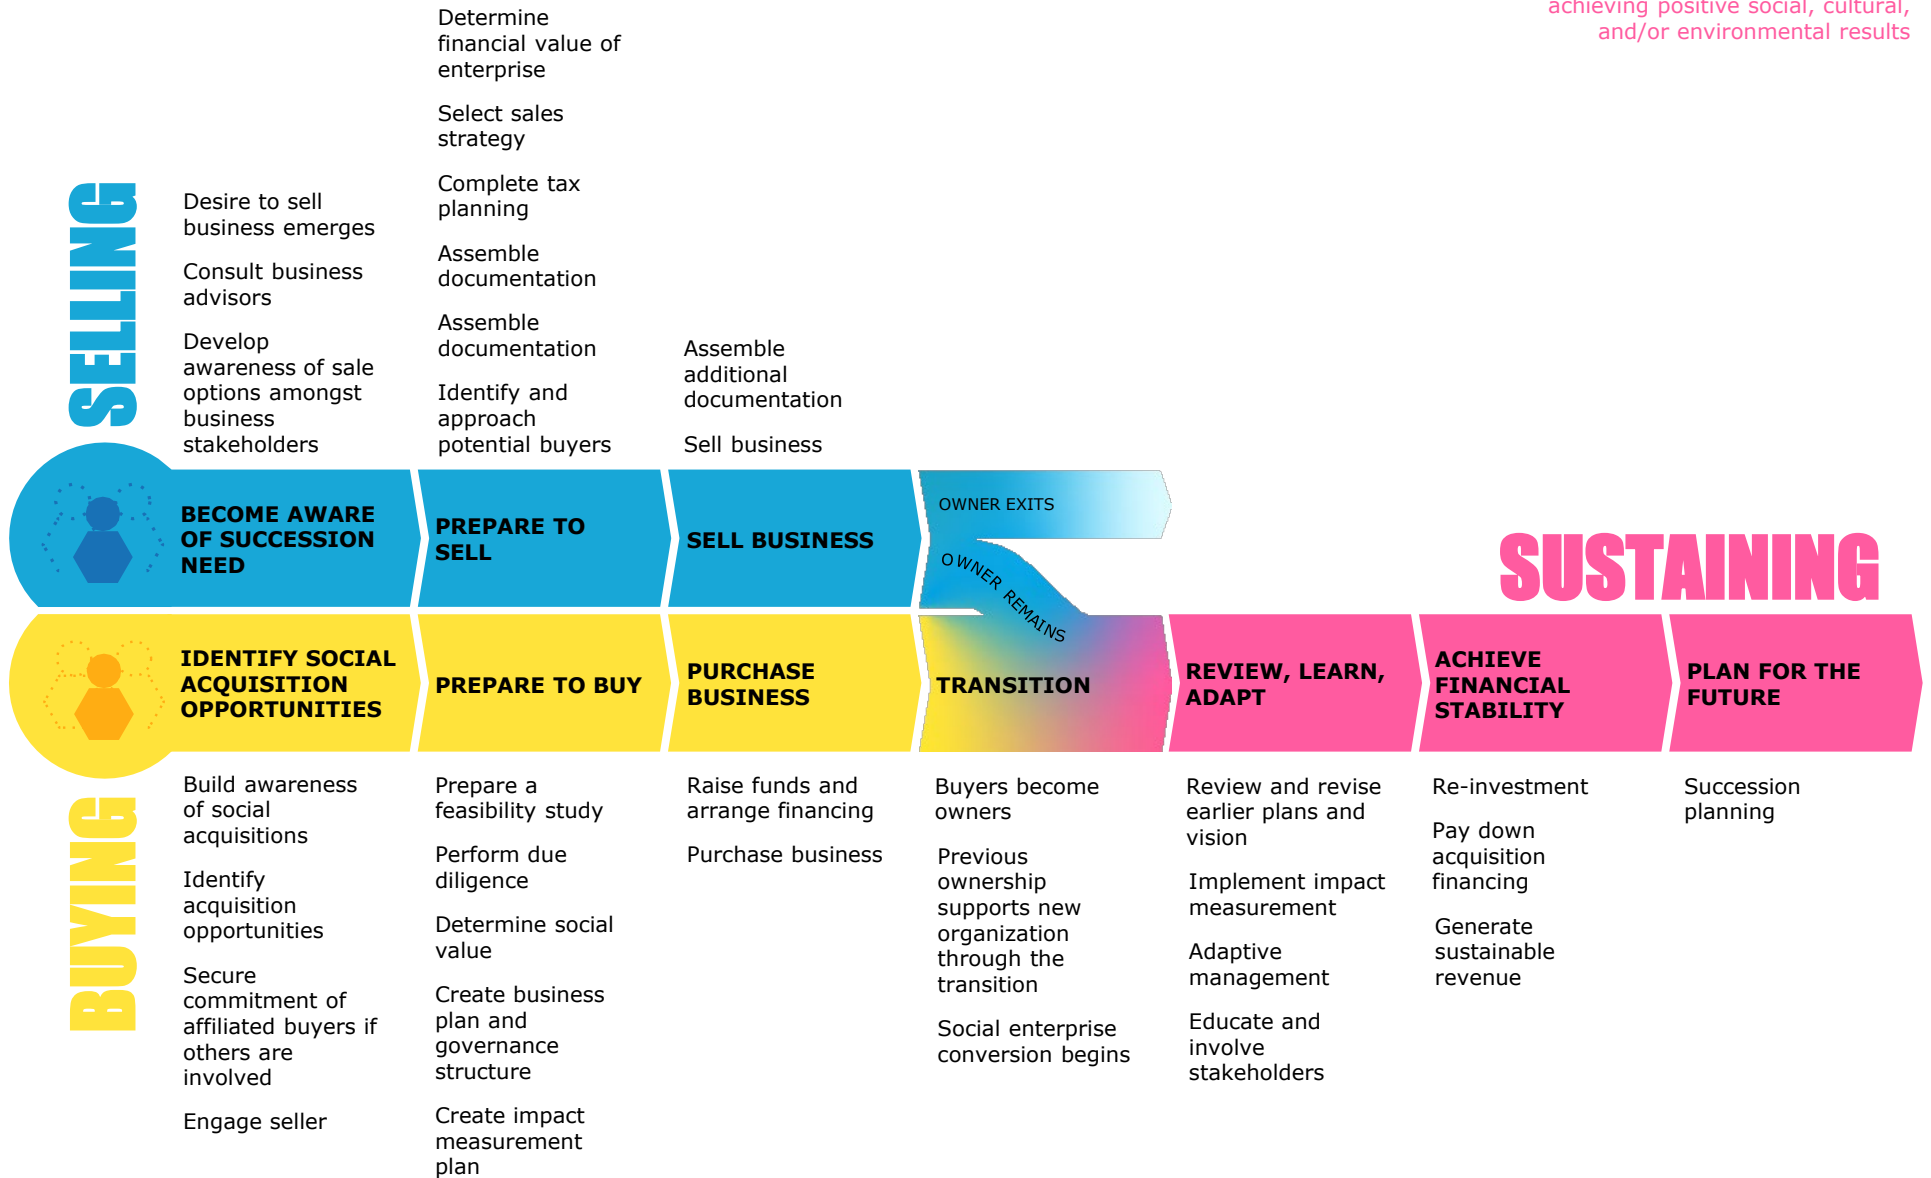 achieving positive social, cultural,
and/or environmental results
SELLING
Desire to sell
business emerges
Consult business
advisors
Develop
awareness of sale
options amongst
business
stakeholders
Determine
financial value of
enterprise
Select sales
strategy
Complete tax
planning
Assemble
documentation
Assemble
documentation
Identify and
approach
potential buyers
Assemble
additional
documentation
Sell business
BECOME AWARE
OF SUCCESSION
NEED
PREPARE TO
SELL
SELL BUSINESS
OWNER EXITS
OWNER REMAINS
SUSTAINING
IDENTIFY SOCIAL
ACQUISITION
OPPORTUNITIES
PREPARE TO BUY
PURCHASE
BUSINESS
TRANSITION
REVIEW, LEARN,
ADAPT
ACHIEVE
FINANCIAL
STABILITY
PLAN FOR THE
FUTURE
BUYING
Build awareness
of social
acquisitions
Identify
acquisition
opportunities
Secure
commitment of
affiliated buyers if
others are
involved
Engage seller
Prepare a
feasibility study
Perform due
diligence
Determine social
value
Create business
plan and
governance
structure
Create impact
measurement
plan
Raise funds and
arrange financing
Purchase business
Buyers become
owners
Previous
ownership
supports new
organization
through the
transition
Social enterprise
conversion begins
Review and revise
earlier plans and
vision
Implement impact
measurement
Adaptive
management
Educate and
involve
stakeholders
Re-investment
Pay down
acquisition
financing
Generate
sustainable
revenue
Succession
planning